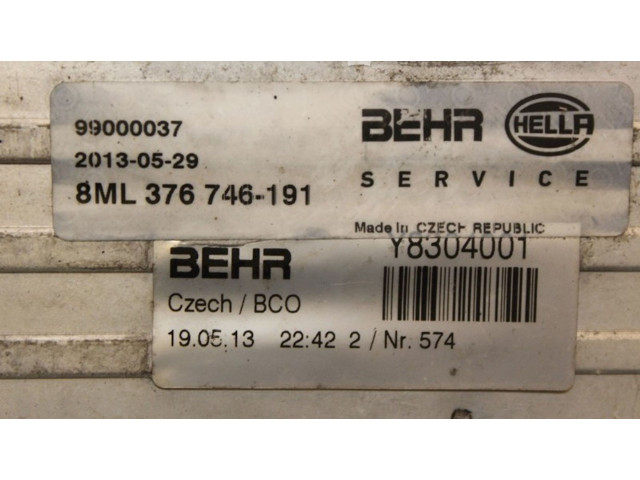 99000037
2013-05-29
8ML 376 746-191
BEHR HELLA
SERVICE
Made in CZECH REPUBLIC
BEHR
Y8304001
Czech / BCO
19.05.13 22:42 2 / Nr. 574